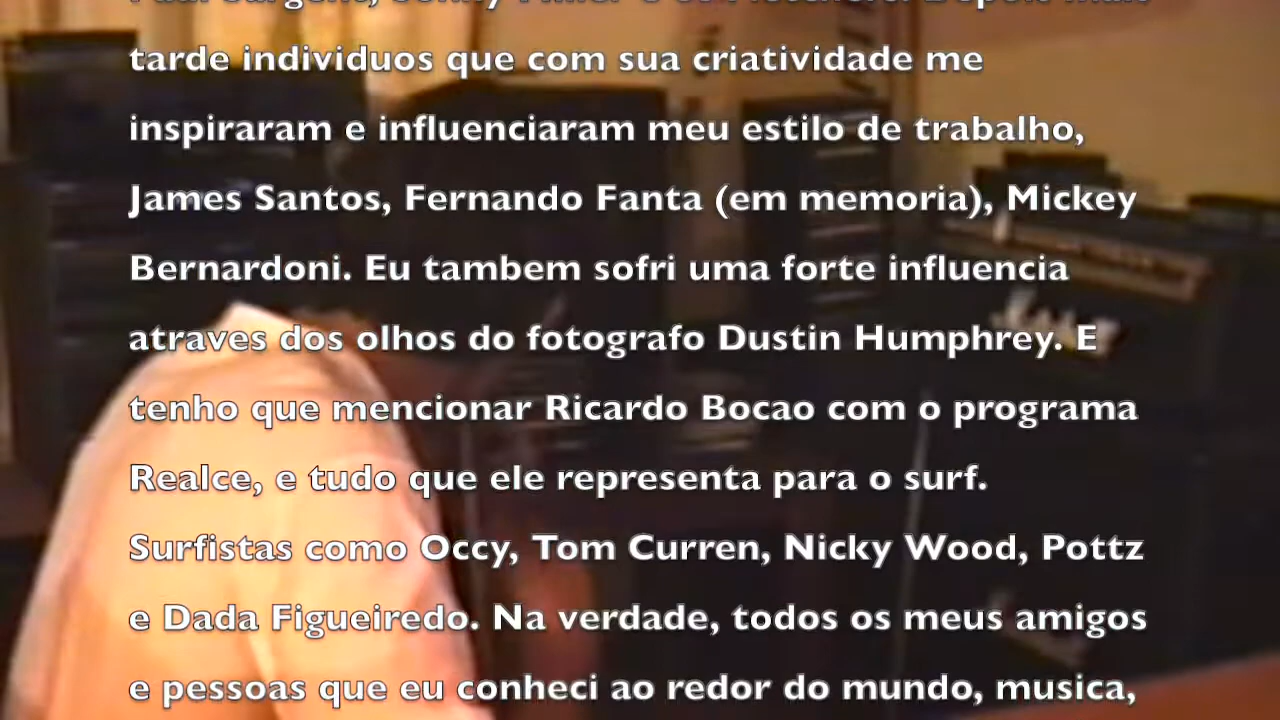 tarde individuos que com sua criatividade me
inspiraram e influenciaram meu estilo de trabalho,
James Santos, Fernando Fanta (em memoria), Mickey
Bernardoni. Eu tambem sofri uma forte influencia
atraves dos olhos do fotografo Dustin Humphrey. E
tenho que mencionar Ricardo Bocao com o programa
Realce, e tudo que ele representa para o surf.
Surfistas como Occy, Tom Curren, Nicky Wood, Pottz
e Dada Figueiredo. Na verdade, todos os meus amigos
e pessoas que eu conheci ao redor do mundo, musica,